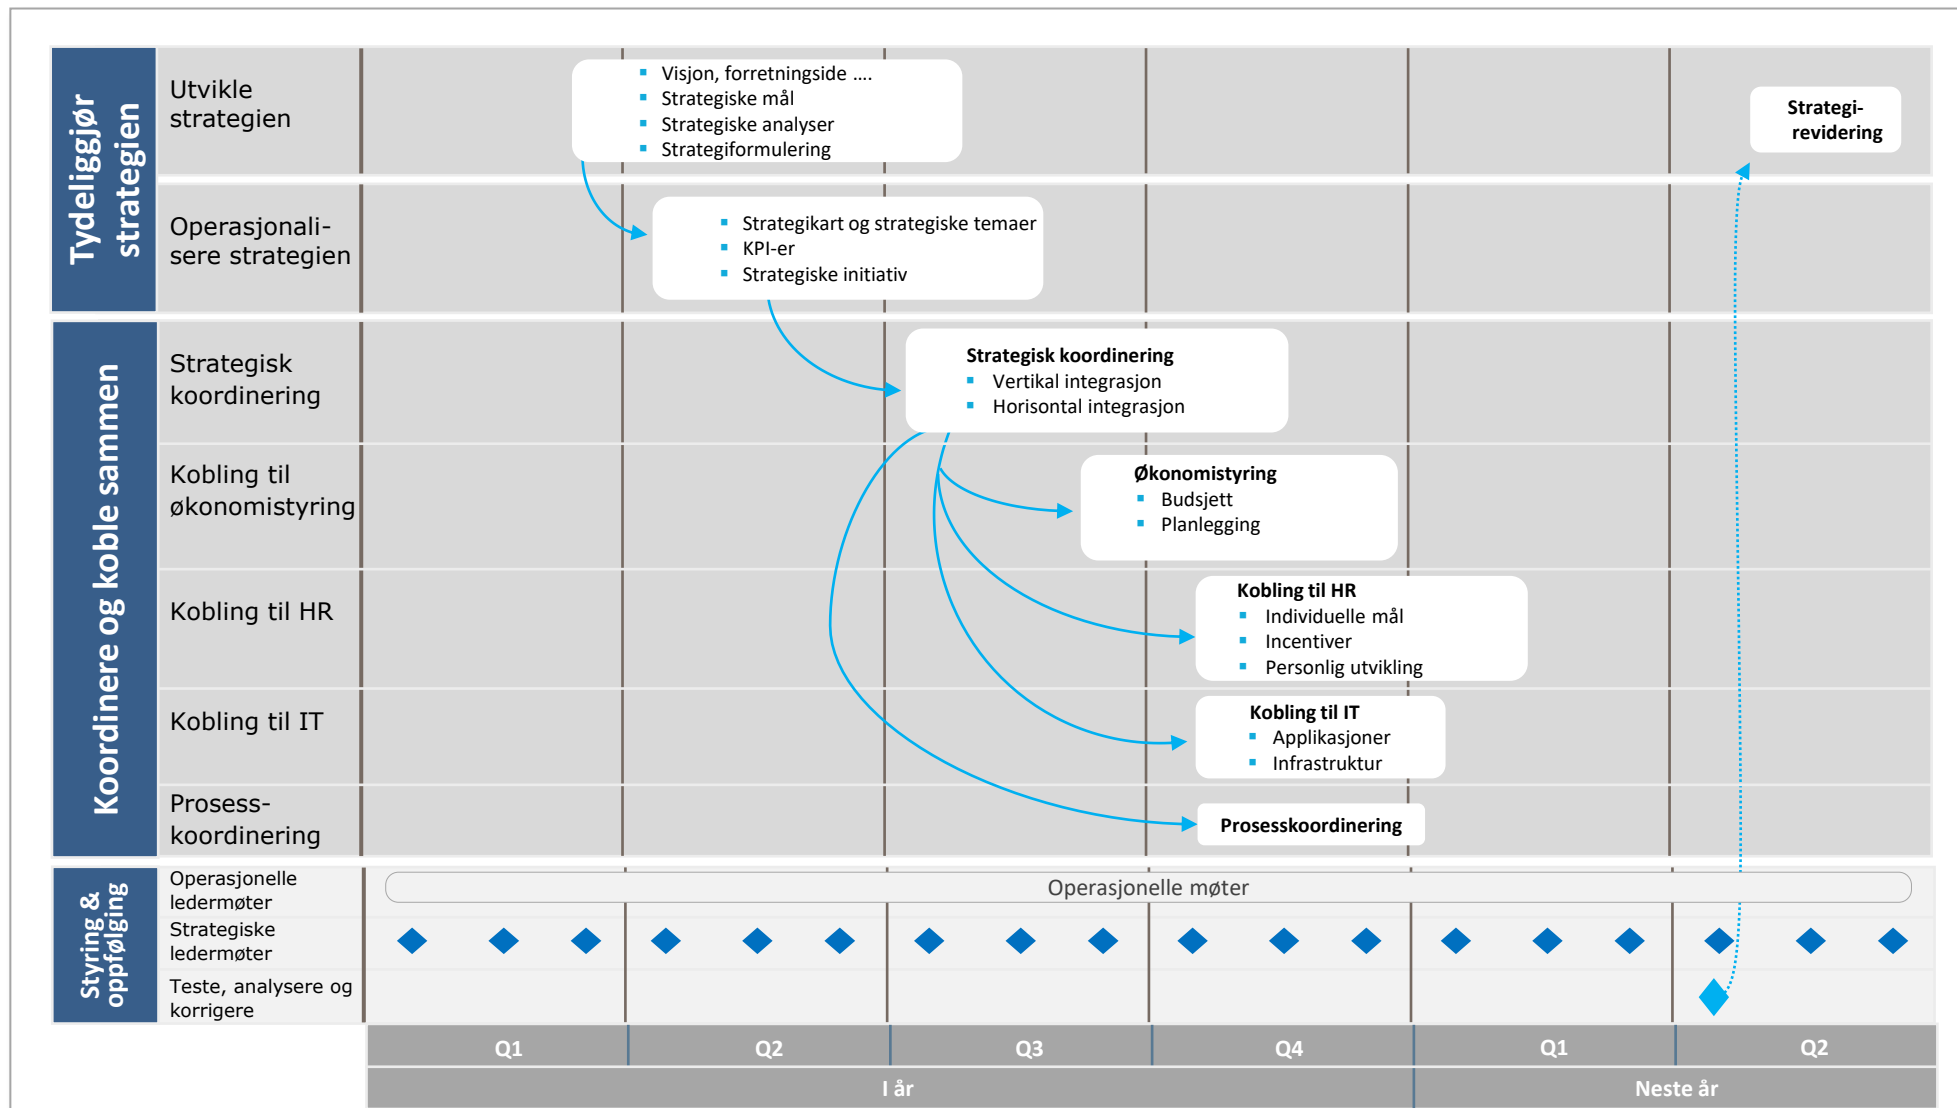 Tydeliggjør
strategien
Utvikle
strategien
▪ Visjon, forretningside ....
▪ Strategiske mål
▪ Strategiske analyser
▪ Strategiformulering
Strategi-
revidering
Operasjonali-
sere strategien
▪ Strategikart og strategiske temaer
▪ KPI-er
▪ Strategiske initiativ
Koordinere og koble sammen
Strategisk
koordinering
Strategisk koordinering
▪ Vertikal integrasjon
▪ Horisontal integrasjon
Kobling til
økonomistyring
Økonomistyring
▪ Budsjett
▪ Planlegging
Kobling til HR
Kobling til HR
▪ Individuelle mål
▪ Incentiver
▪ Personlig utvikling
Kobling til IT
Kobling til IT
▪ Applikasjoner
▪ Infrastruktur
Prosess-
koordinering
Prosesskoordinering
Styring &
oppfølging
Operasjonelle
ledermøter
Operasjonelle møter
Strategiske
ledermøter
Teste, analysere og
korrigere
Q1 Q2 Q3 Q4 Q1 Q2
I år Neste år